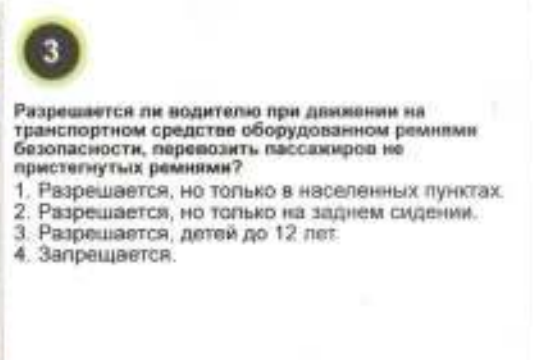 3
Разрешается ли водителю при движении на
транспортном средстве оборудованном ремнями
безопасности, перевозить пассажиров не
пристегнутых ремнями?
1. Разрешается, но только в населенных пунктах.
2. Разрешается, но только на заднем сидении.
3. Разрешается, детей до 12 лет.
4. Запрещается.